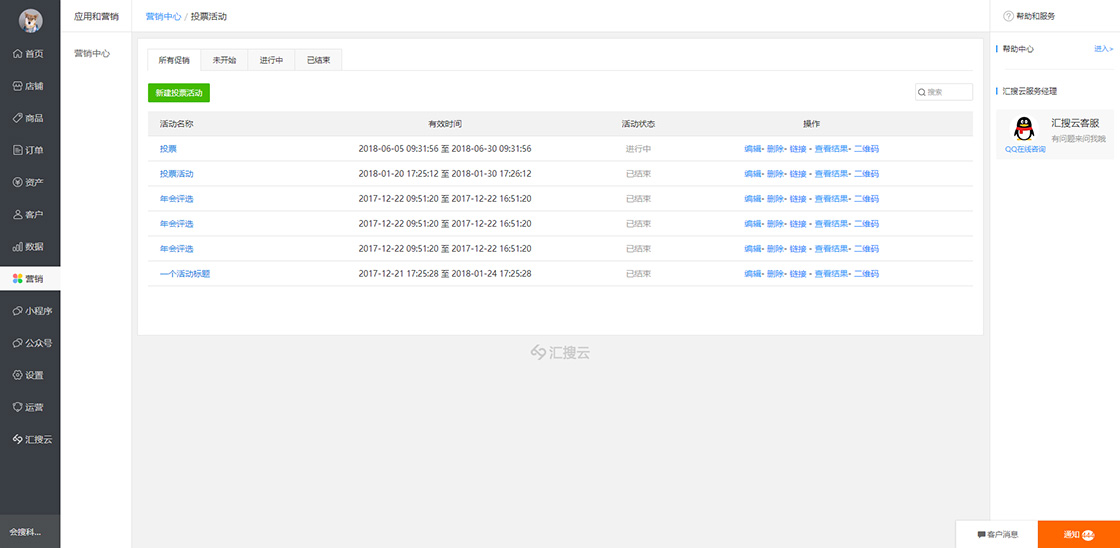 首页
店铺
商品
订单
资产
客户
数据
营销
小程序
公众号
设置
运营
汇搜云
会搜科...
应用和营销
营销中心
营销中心 / 投票活动
所有促销 未开始 进行中 已结束
新建投票活动
搜索
活动名称 有效时间 活动状态 操作
投票 2018-06-05 09:31:56 至 2018-06-30 09:31:56 进行中 编辑- 删除- 链接 - 查看结果- 二维码
投票活动 2018-01-20 17:25:12 至 2018-01-30 17:26:12 已结束 编辑- 删除- 链接 - 查看结果- 二维码
年会评选 2017-12-22 09:51:20 至 2017-12-22 16:51:20 已结束 编辑- 删除- 链接 - 查看结果- 二维码
年会评选 2017-12-22 09:51:20 至 2017-12-22 16:51:20 已结束 编辑- 删除- 链接 - 查看结果- 二维码
年会评选 2017-12-22 09:51:20 至 2017-12-22 16:51:20 已结束 编辑- 删除- 链接 - 查看结果- 二维码
一个活动标题 2017-12-21 17:25:28 至 2018-01-24 17:25:28 已结束 编辑- 删除- 链接 - 查看结果- 二维码
汇搜云
帮助和服务
帮助中心 进入>
汇搜云服务经理
汇搜云客服
有问题来问我哦
QQ在线咨询
客户消息
通知